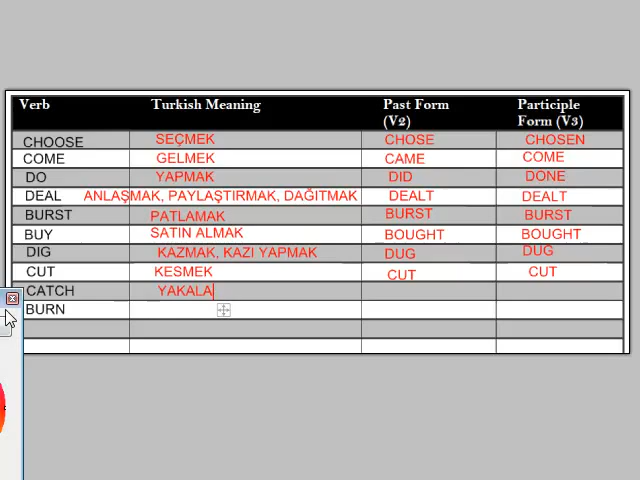 Verb Turkish Meaning Past Form (V2) Participle Form (V3)
CHOOSE SEÇMEK CHOSE CHOSEN
COME GELMEK CAME COME
DO YAPMAK DID DONE
DEAL ANLAŞMAK, PAYLAŞTIRMAK, DAĞITMAK DEALT DEALT
BURST PATLAMAK BURST BURST
BUY SATIN ALMAK BOUGHT BOUGHT
DIG KAZMAK, KAZI YAPMAK DUG DUG
CUT KESMEK CUT CUT
CATCH YAKALA
BURN